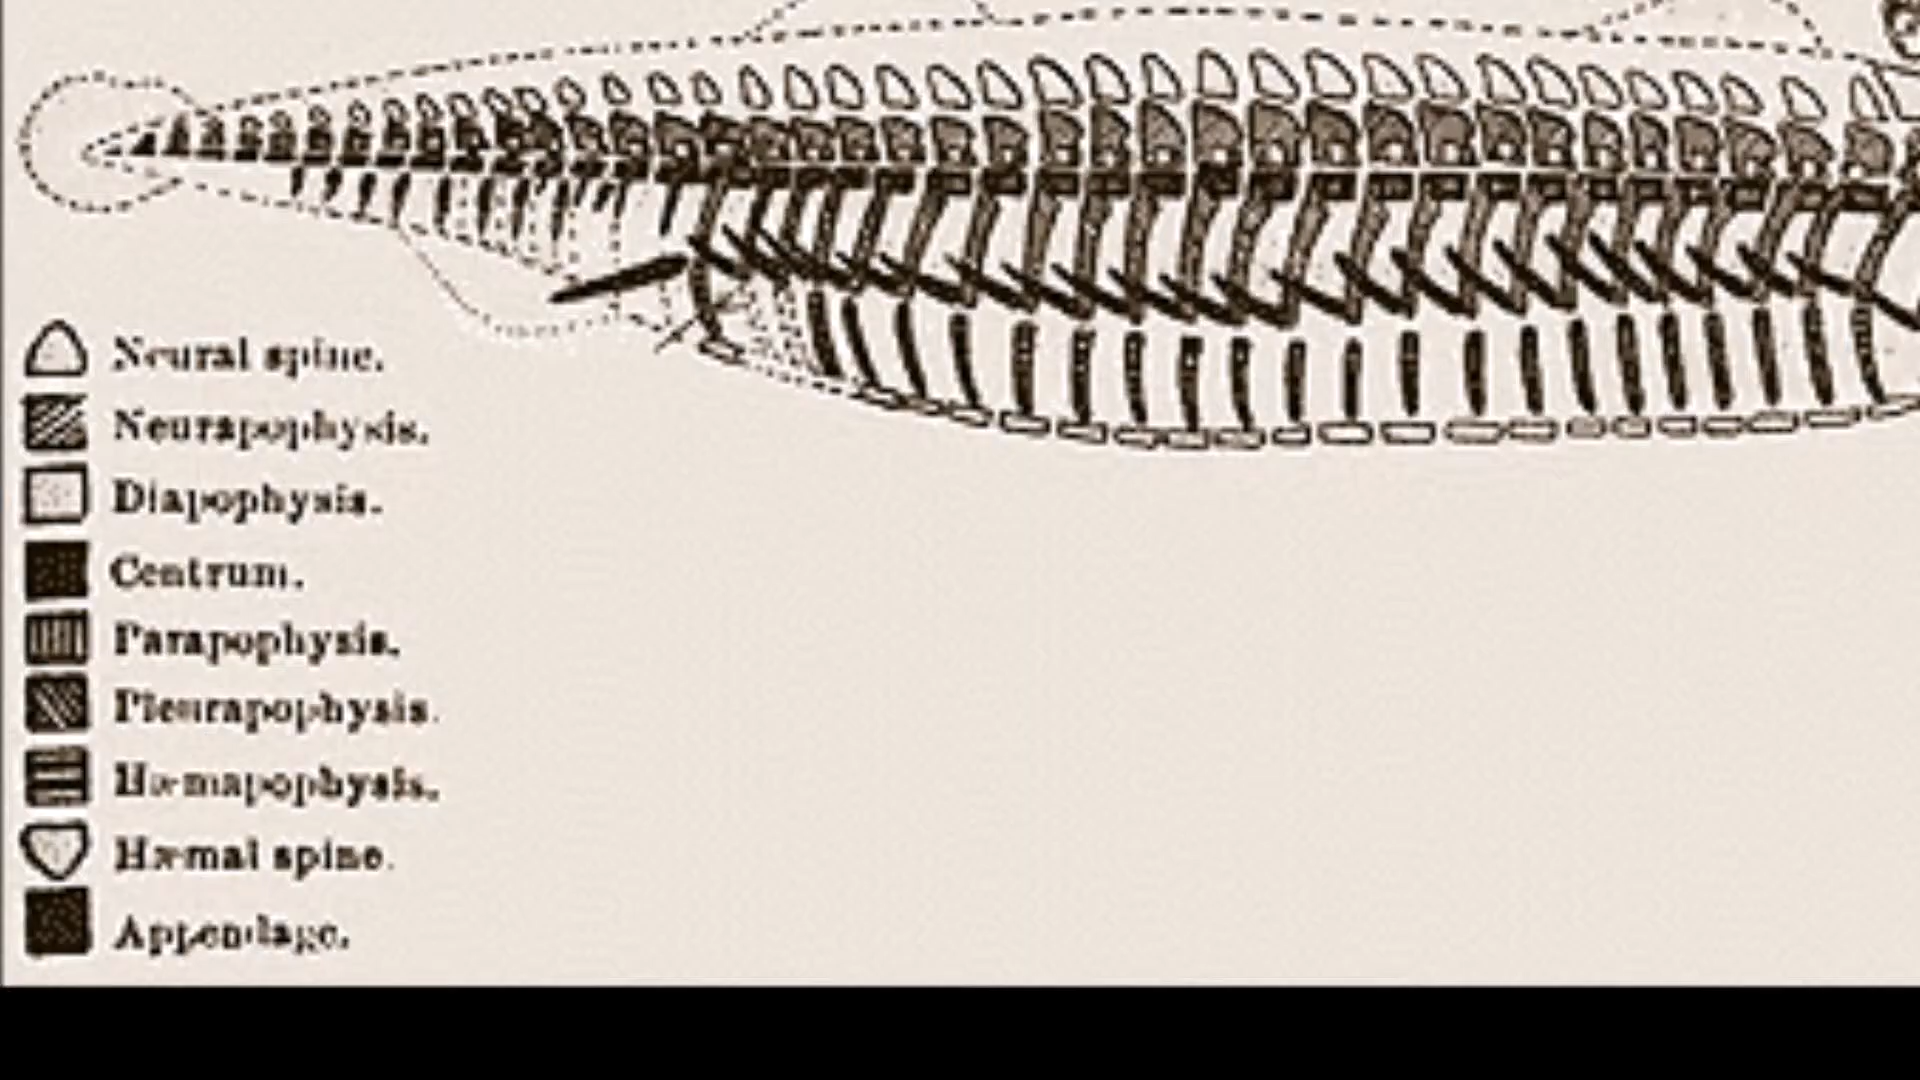 Neural spine.
Neurapophysis.
Diapophysis.
Centrum.
Parapophysis.
Pleurapophysis.
Hæmapophysis.
Hæmal spine.
Appendage.